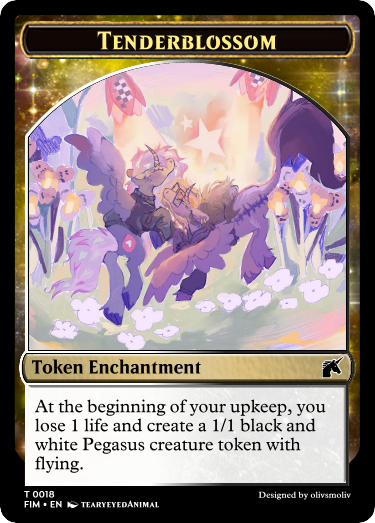 Tenderblossom
Token Enchantment
At the beginning of your upkeep, you
lose 1 life and create a 1/1 black and
white Pegasus creature token with
flying.
T 0018
FIM • EN TEARYEYEDANIMAL
Designed by olivsmoliv